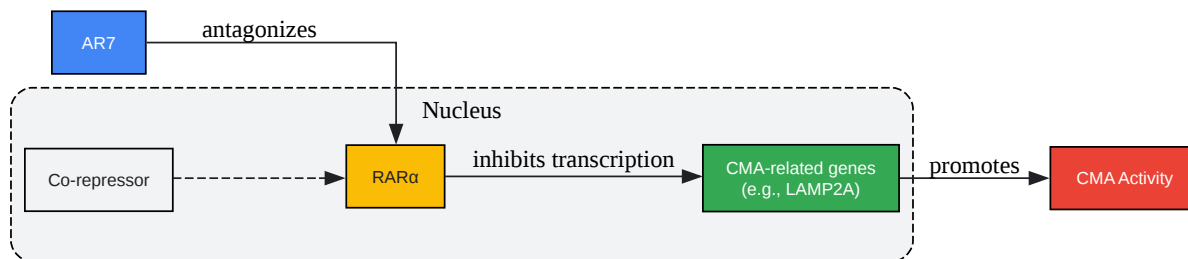 AR7
antagonizes
Nucleus
Co-repressor
RARα
inhibits transcription
CMA-related genes
(e.g., LAMP2A)
promotes
CMA Activity